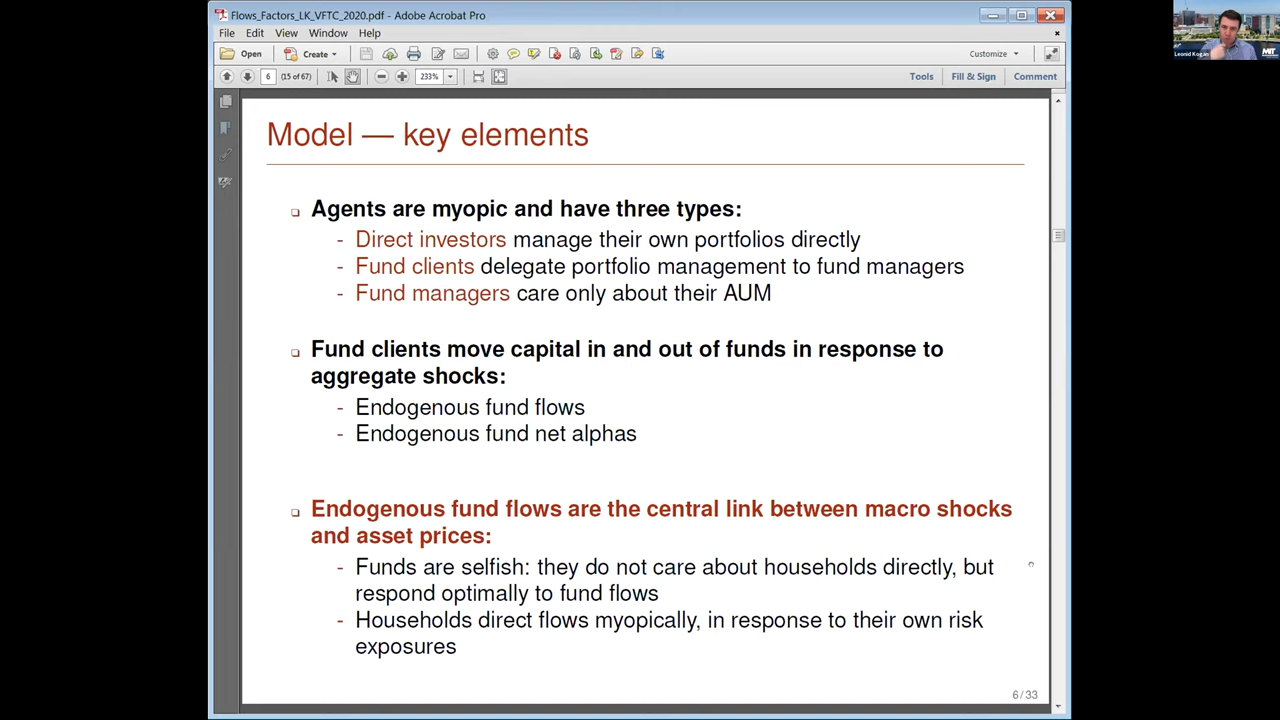 Flows_Factors_LK_VFTC_2020.pdf - Adobe Acrobat Pro
File Edit View Window Help
Open Create Customize
6 (15 of 67) 233% Tools Fill & Sign Comment
Leonid Kogan
MIT
Model — key elements
Agents are myopic and have three types:
- Direct investors manage their own portfolios directly
- Fund clients delegate portfolio management to fund managers
- Fund managers care only about their AUM
Fund clients move capital in and out of funds in response to
aggregate shocks:
- Endogenous fund flows
- Endogenous fund net alphas
Endogenous fund flows are the central link between macro shocks
and asset prices:
- Funds are selfish: they do not care about households directly, but
respond optimally to fund flows
- Households direct flows myopically, in response to their own risk
exposures
6/33